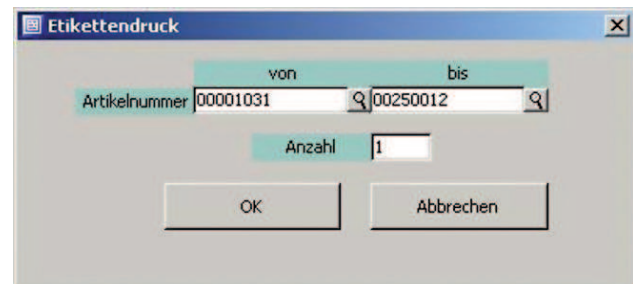 Etikettendruck
von bis
Artikelnummer 00001031 00250012
Anzahl 1
OK Abbrechen